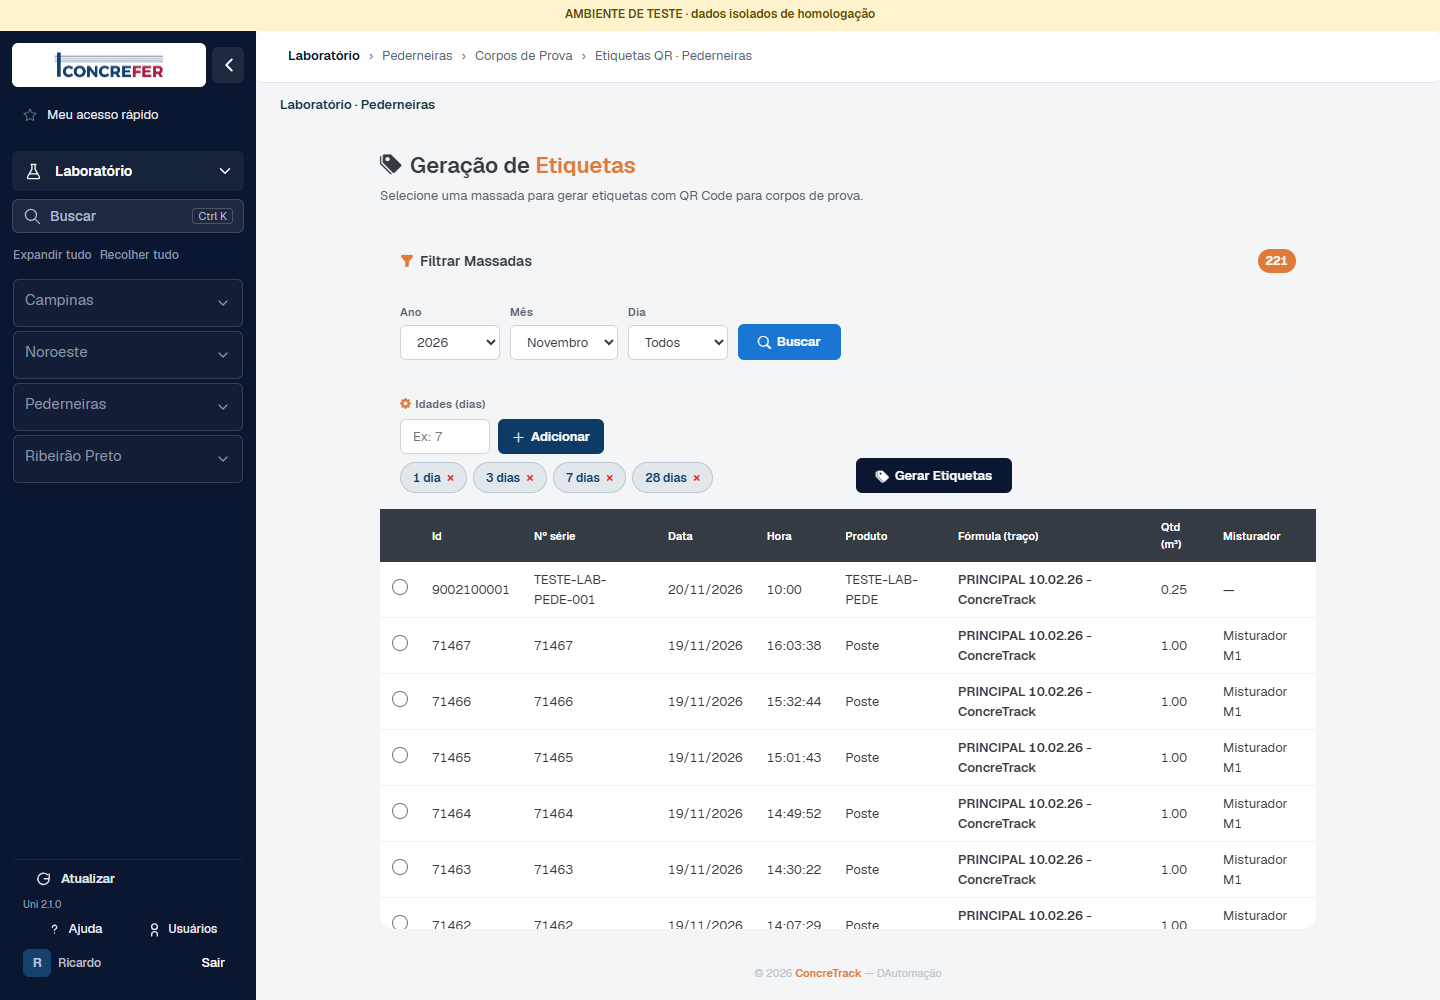 AMBIENTE DE TESTE · dados isolados de homologação
CONCREFER
Meu acesso rápido
Laboratório
Buscar
Ctrl K
Expandir tudo Recolher tudo
Campinas
Noroeste
Pederneiras
Ribeirão Preto
Atualizar
Uni 2.1.0
? Ajuda
Usuários
R Ricardo
Sair
Laboratório › Pederneiras › Corpos de Prova › Etiquetas QR · Pederneiras
Laboratório · Pederneiras
Geração de Etiquetas
Selecione uma massada para gerar etiquetas com QR Code para corpos de prova.
Filtrar Massadas
221
Ano Mês Dia
2026 Novembro Todos Buscar
Idades (dias)
Ex: 7 + Adicionar
1 dia × 3 dias × 7 dias × 28 dias ×
Gerar Etiquetas
Id Nº série Data Hora Produto Fórmula (traço) Qtd (m³) Misturador
9002100001 TESTE-LAB-PEDE-001 20/11/2026 10:00 TESTE-LAB-PEDE PRINCIPAL 10.02.26 - ConcreTrack 0.25 —
71467 71467 19/11/2026 16:03:38 Poste PRINCIPAL 10.02.26 - ConcreTrack 1.00 Misturador M1
71466 71466 19/11/2026 15:32:44 Poste PRINCIPAL 10.02.26 - ConcreTrack 1.00 Misturador M1
71465 71465 19/11/2026 15:01:43 Poste PRINCIPAL 10.02.26 - ConcreTrack 1.00 Misturador M1
71464 71464 19/11/2026 14:49:52 Poste PRINCIPAL 10.02.26 - ConcreTrack 1.00 Misturador M1
71463 71463 19/11/2026 14:30:22 Poste PRINCIPAL 10.02.26 - ConcreTrack 1.00 Misturador M1
71462 71462 19/11/2026 14:07:29 Poste PRINCIPAL 10.02.26 - 1.00 Misturador
© 2026 ConcreTrack — DAutomação